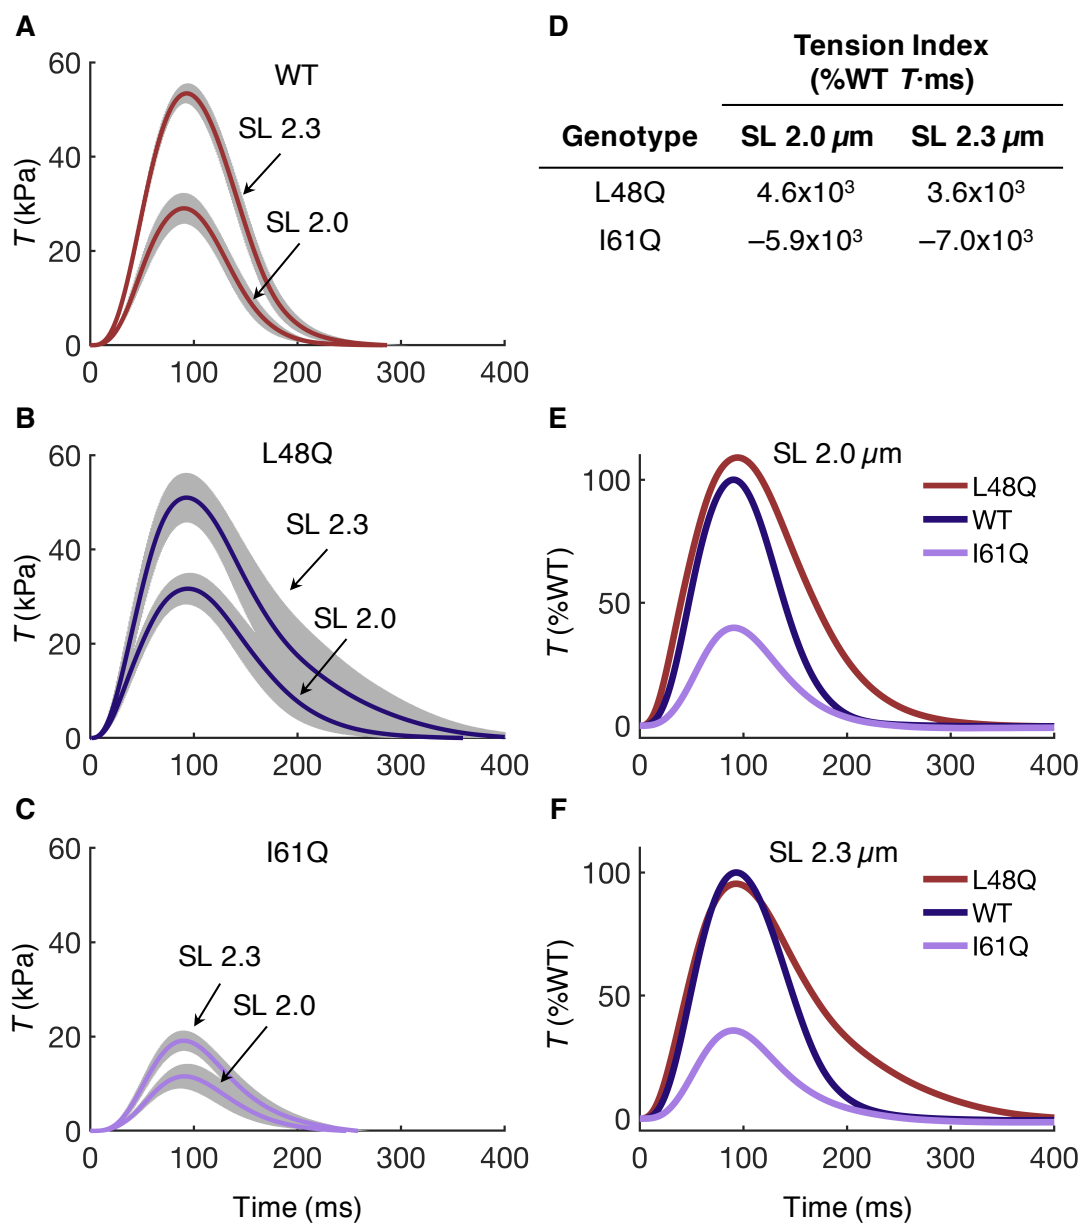 A
WT
SL 2.3
SL 2.0
T (kPa)
60
40
20
0
0 100 200 300 400
D
Tension Index
(%WT T·ms)
Genotype SL 2.0 µm SL 2.3 µm
L48Q 4.6x10³ 3.6x10³
I61Q –5.9x10³ –7.0x10³
B
L48Q
SL 2.3
SL 2.0
T (kPa)
60
40
20
0
0 100 200 300 400
E
SL 2.0 µm
L48Q
WT
I61Q
T (%WT)
100
50
0
0 100 200 300 400
C
I61Q
SL 2.3
SL 2.0
T (kPa)
60
40
20
0
0 100 200 300 400
Time (ms)
F
SL 2.3 µm
L48Q
WT
I61Q
T (%WT)
100
50
0
0 100 200 300 400
Time (ms)